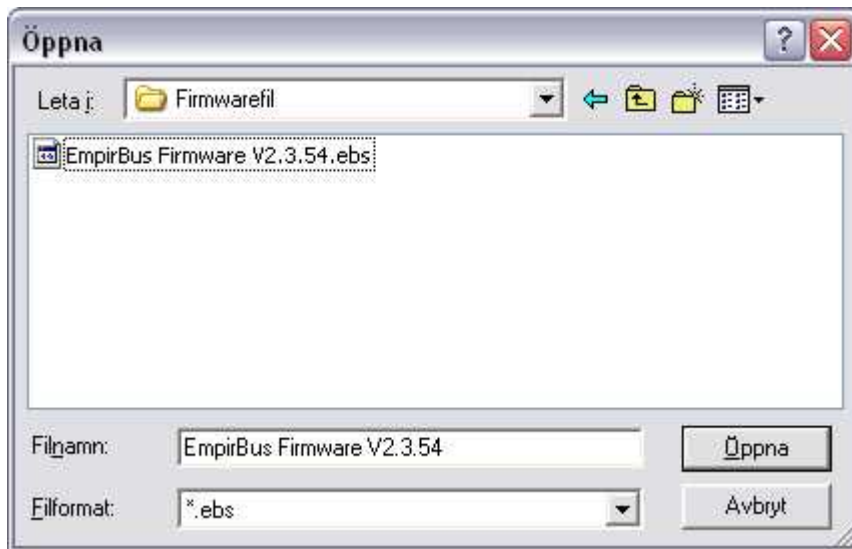 Öppna
Leta i: Firmwarefil
EmpirBus Firmware V2.3.54.ebs
Filnamn: EmpirBus Firmware V2.3.54 Öppna
Filformat: *.ebs Avbryt